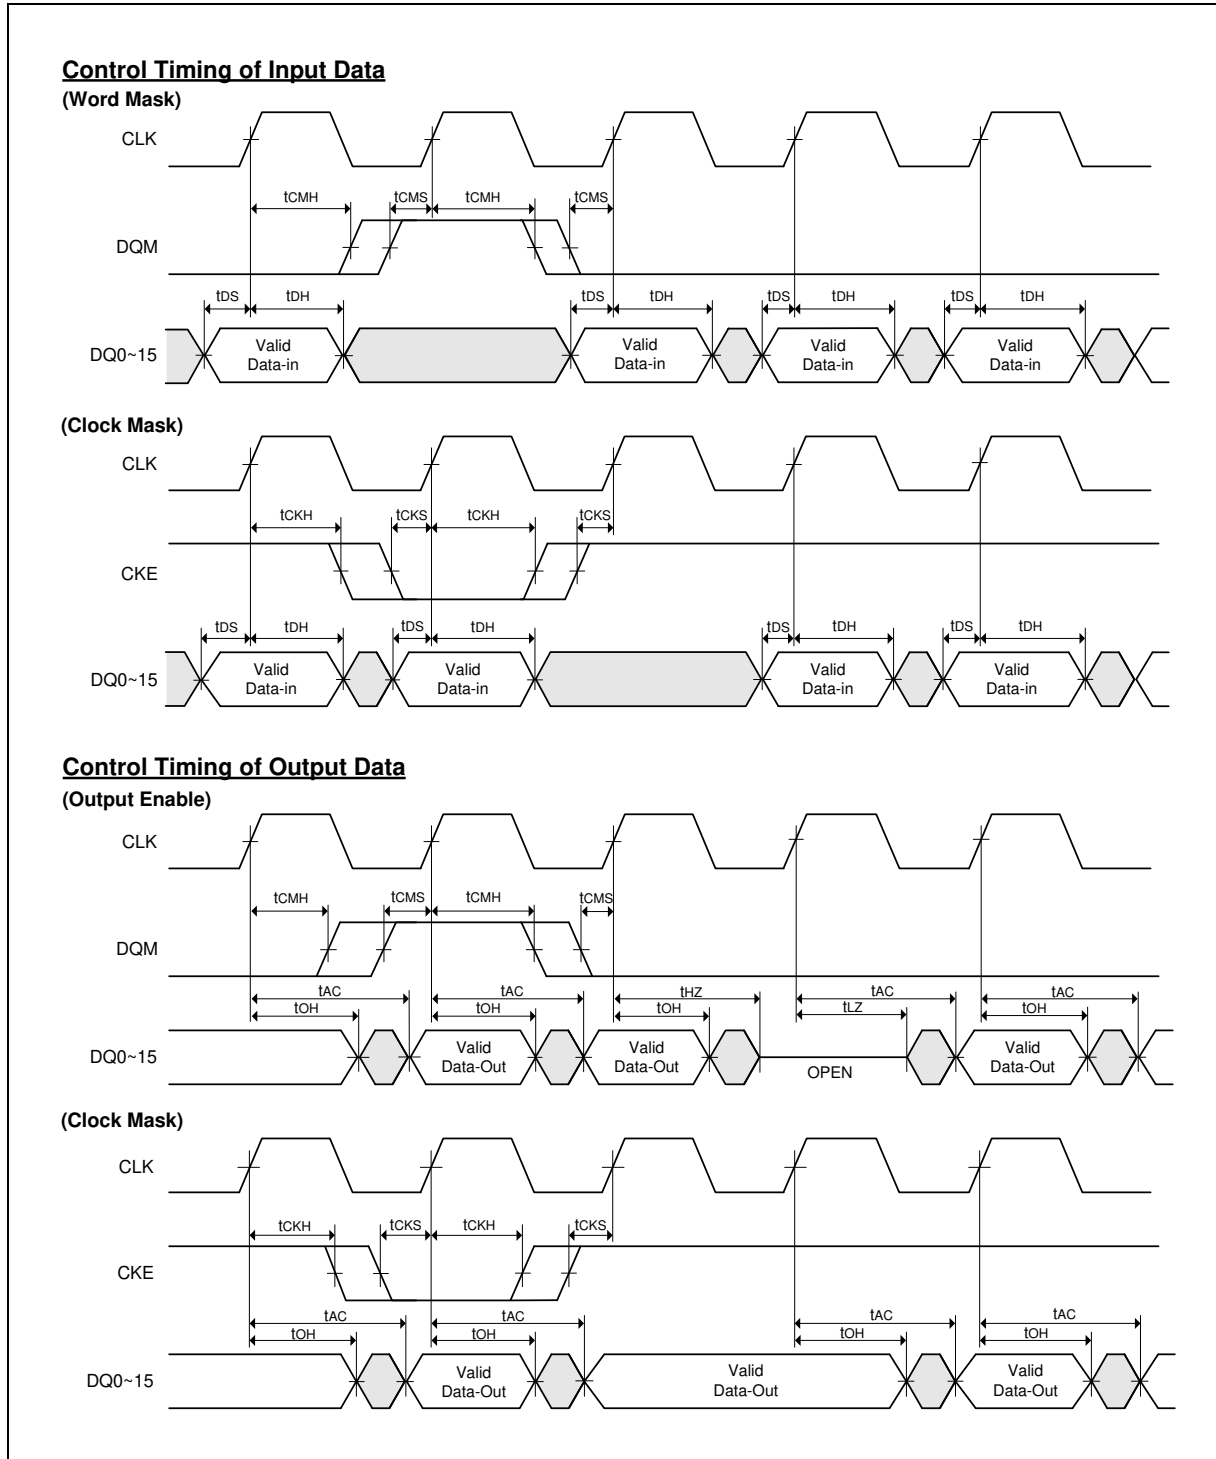 Control Timing of Input Data
(Word Mask)
CLK
tCMH tCMS tCMH tCMS
DQM
tDS tDH tDS tDH tDS tDH tDS tDH
DQ0~15
Valid Data-in
Valid Data-in
Valid Data-in
Valid Data-in
(Clock Mask)
CLK
tCKH tCKS tCKH tCKS
CKE
tDS tDH tDS tDH tDS tDH tDS tDH
DQ0~15
Valid Data-in
Valid Data-in
Valid Data-in
Valid Data-in
Control Timing of Output Data
(Output Enable)
CLK
tCMH tCMS tCMH tCMS
DQM
tAC tAC tHZ tAC tAC
tOH tOH tOH tLZ tOH
DQ0~15
Valid Data-Out
Valid Data-Out
OPEN
Valid Data-Out
(Clock Mask)
CLK
tCKH tCKS tCKH tCKS
CKE
tAC tAC tAC tAC
tOH tOH tOH tOH
DQ0~15
Valid Data-Out
Valid Data-Out
Valid Data-Out